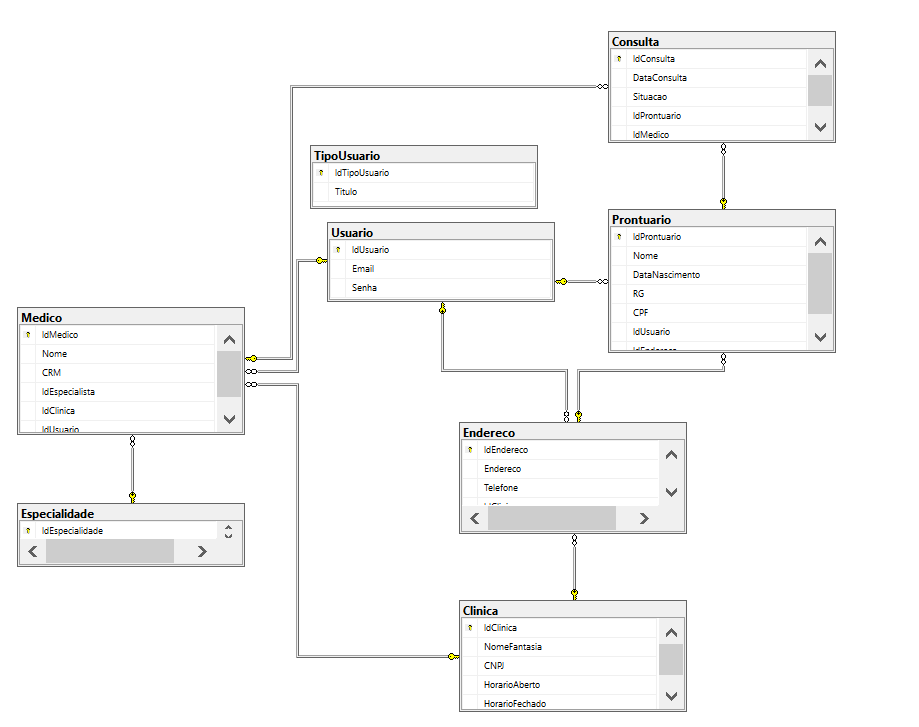 Consulta
IdConsulta
DataConsulta
Situacao
IdProntuario
IdMedico
TipoUsuario
IdTipoUsuario
Titulo
Prontuario
IdProntuario
Nome
DataNascimento
RG
CPF
IdUsuario
IdEndereco
Usuario
IdUsuario
Email
Senha
Medico
IdMedico
Nome
CRM
IdEspecialista
IdClinica
IdUsuario
Endereco
IdEndereco
Endereco
Telefone
IdClinica
Especialidade
IdEspecialidade
Clinica
IdClinica
NomeFantasia
CNPJ
HorarioAberto
HorarioFechado